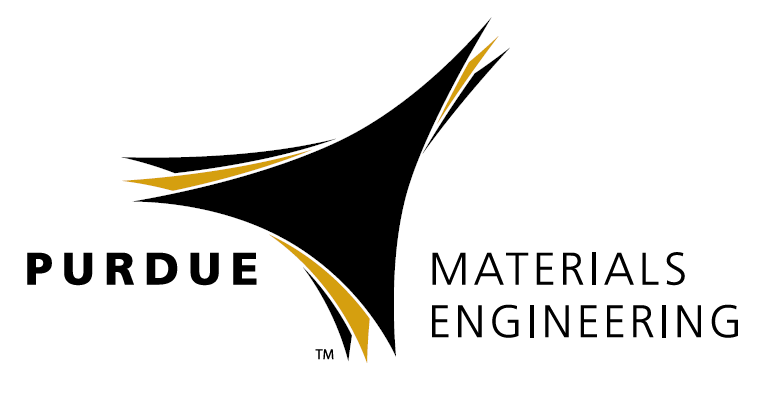 PURDUE
MATERIALS
ENGINEERING
TM